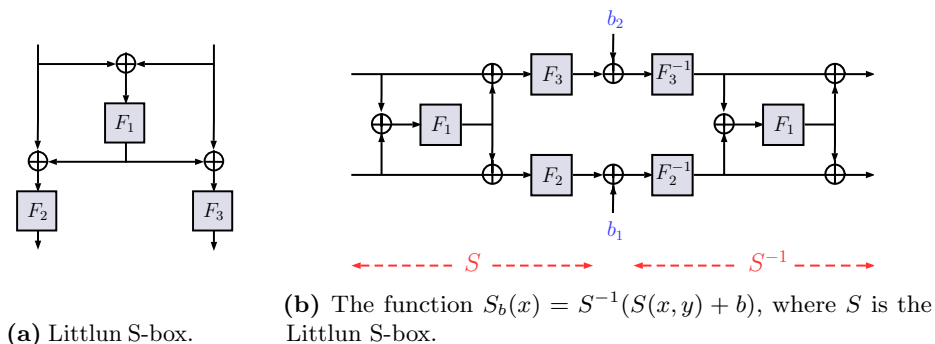 F₁
F₂
F₃
(a) Littlun S-box.
b₂
F₃ F₃⁻¹
F₁ F₁
F₂ F₂⁻¹
b₁
S S⁻¹
(b) The function S_b(x) = S⁻¹(S(x, y) + b), where S is the
Littlun S-box.